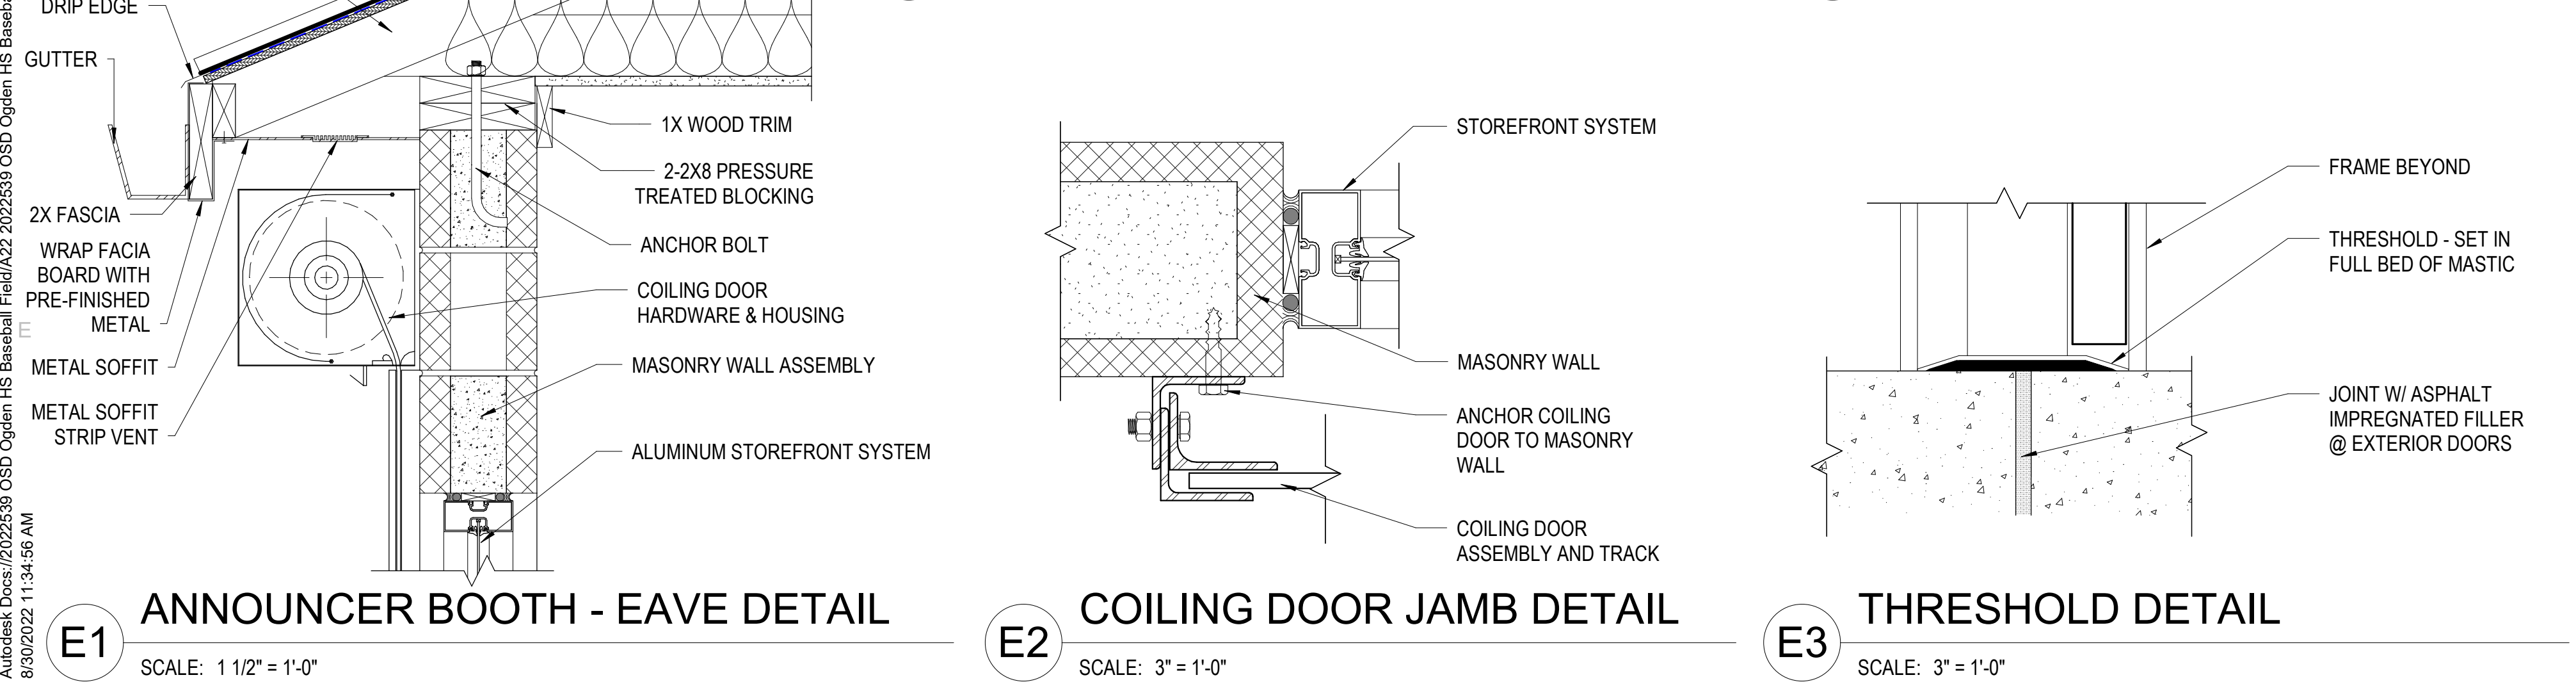 DRIP EDGE
GUTTER
2X FASCIA
WRAP FACIA
BOARD WITH
PRE-FINISHED
METAL
METAL SOFFIT
METAL SOFFIT
STRIP VENT
1X WOOD TRIM
2-2X8 PRESSURE
TREATED BLOCKING
ANCHOR BOLT
COILING DOOR
HARDWARE & HOUSING
MASONRY WALL ASSEMBLY
ALUMINUM STOREFRONT SYSTEM
E
Autodesk Docs://2022539 OSD Ogden HS Baseball Field/A22 2022539 OSD Ogden HS Baseba
8/30/2022 11:34:56 AM
E1
ANNOUNCER BOOTH - EAVE DETAIL
SCALE: 1 1/2" = 1'-0"
STOREFRONT SYSTEM
MASONRY WALL
ANCHOR COILING
DOOR TO MASONRY
WALL
COILING DOOR
ASSEMBLY AND TRACK
E2
COILING DOOR JAMB DETAIL
SCALE: 3" = 1'-0"
FRAME BEYOND
THRESHOLD - SET IN
FULL BED OF MASTIC
JOINT W/ ASPHALT
IMPREGNATED FILLER
@ EXTERIOR DOORS
E3
THRESHOLD DETAIL
SCALE: 3" = 1'-0"